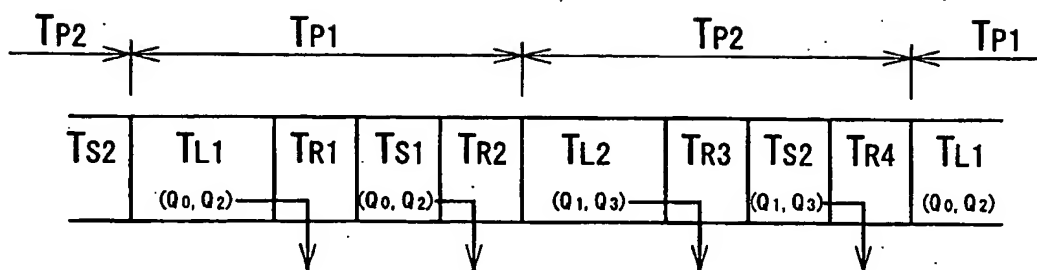 TP2 TP1 TP2 TP1
TS2 TL1 TR1 TS1 TR2 TL2 TR3 TS2 TR4 TL1
(Q0, Q2) (Q0, Q2) (Q1, Q3) (Q1, Q3) (Q0, Q2)